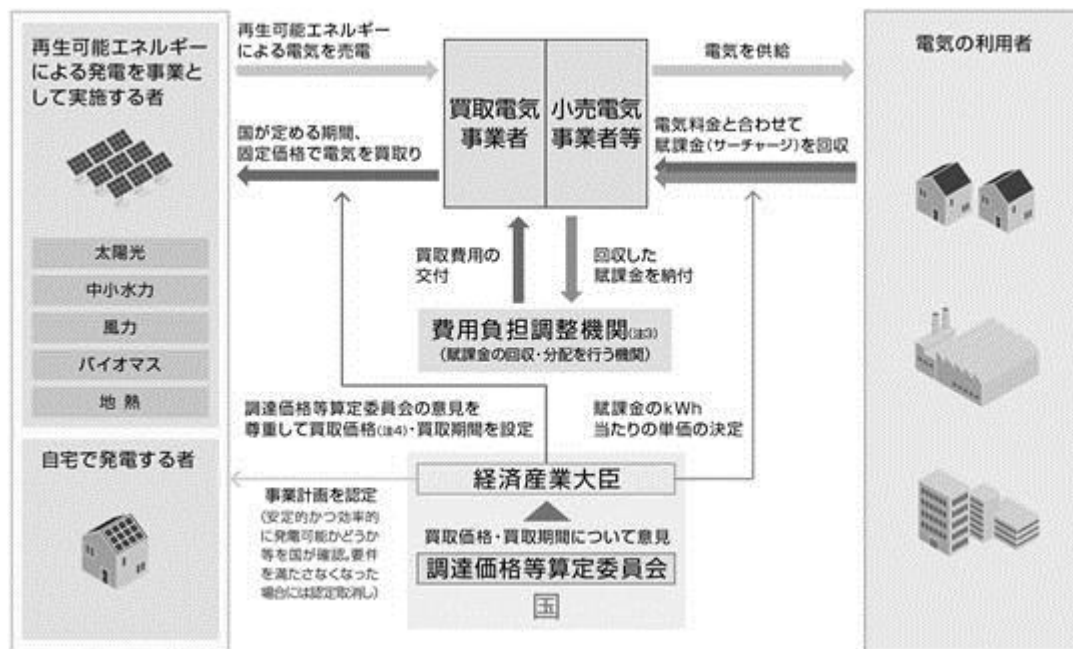 再生可能エネルギー
による発電を事業と
して実施する者
太陽光
中小水力
風力
バイオマス
地熱
自宅で発電する者
再生可能エネルギー
による電気を売電
国が定める期間、
固定価格で電気を買取り
買取電気
事業者
小売電気
事業者等
電気を供給
電気料金と合わせて
賦課金(サーチャージ)を回収
電気の利用者
買取費用の
交付
回収した
賦課金を納付
費用負担調整機関(注3)
(賦課金の回収・分配を行う機関)
調達価格等算定委員会の意見を
尊重して買取価格(注4)・買取期間を設定
賦課金のkWh
当たりの単価の決定
事業計画を認定
(安定的かつ効率的
に発電可能かどうか
等を国が確認。要件
を満たさなくなった
場合には認定取消し)
経済産業大臣
買取価格・買取期間について意見
調達価格等算定委員会
国